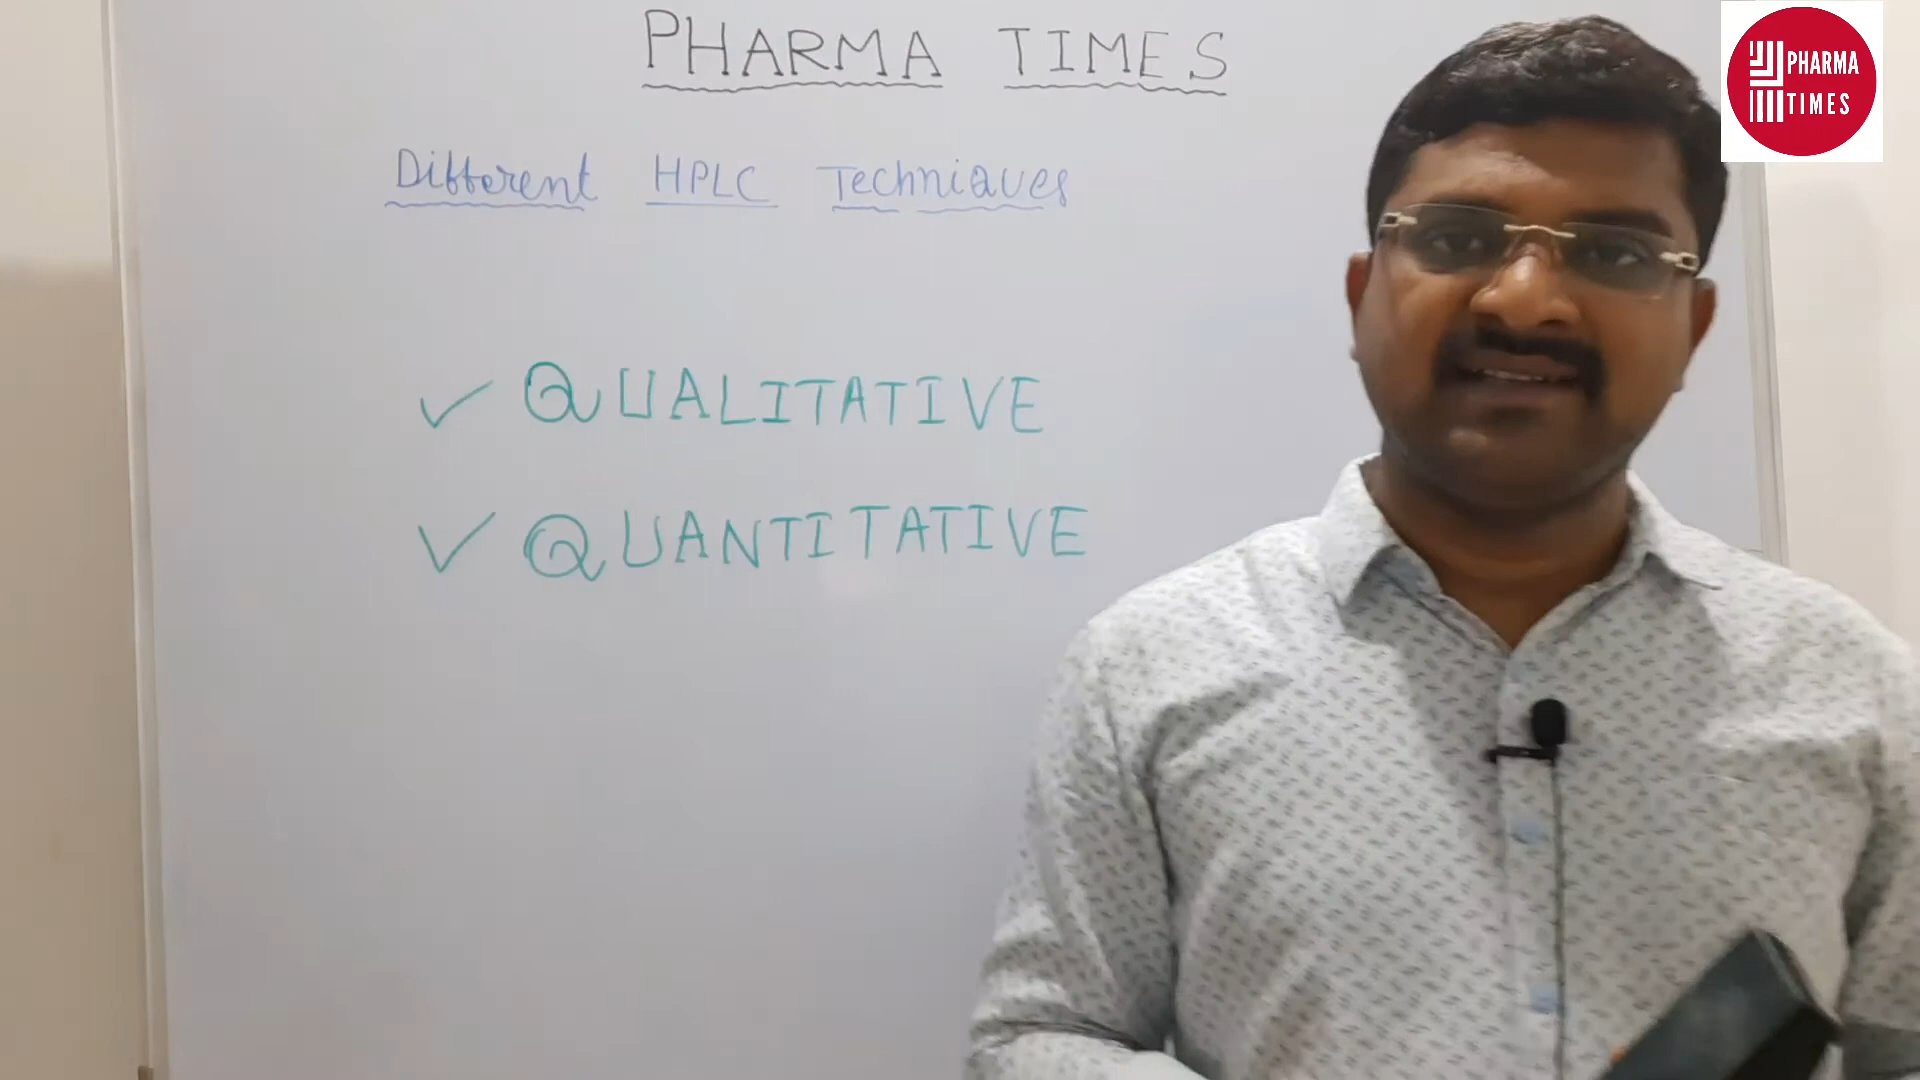 PHARMA TIMES
PHARMA
TIMES
Different HPLC Techniques
✓ QUALITATIVE
✓ QUANTITATIVE